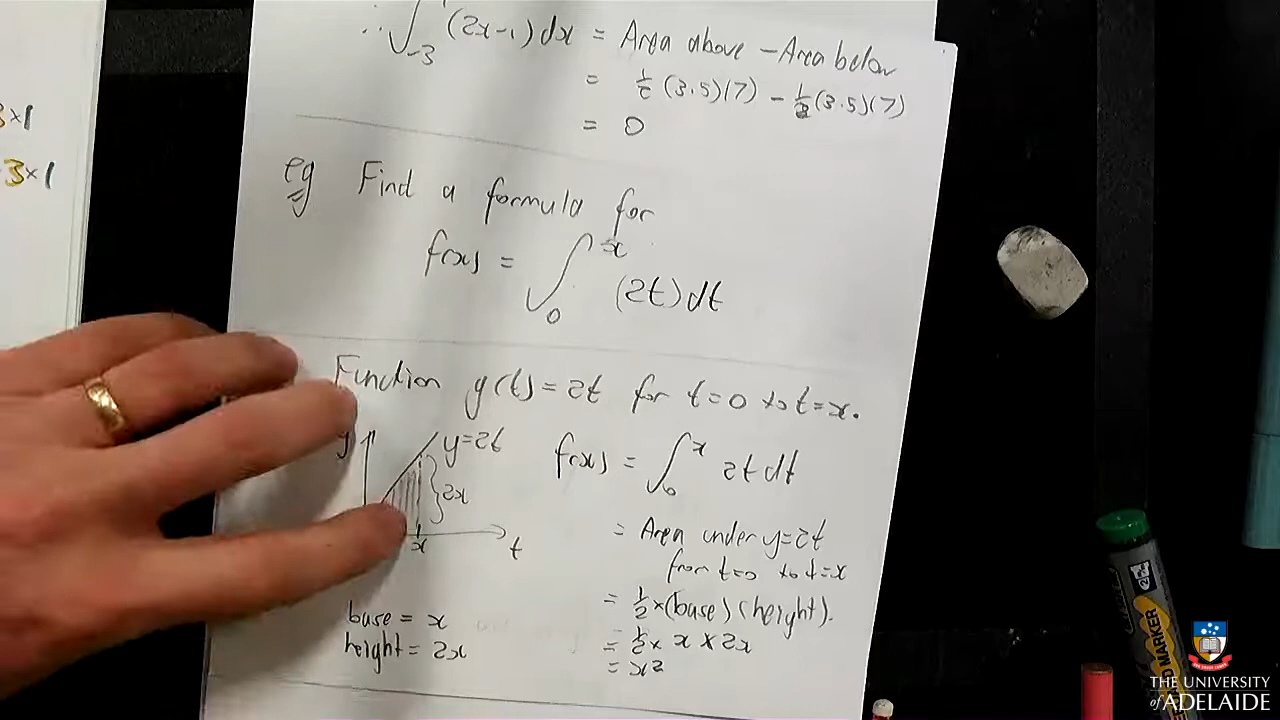 ∴ ∫₋₃ (2x-1) dx = Area above - Area below
= ½ (3.5)(7) - ½ (3.5)(7)
= 0
3×1
3×1
eg Find a formula for
f(x) = ∫₀ˣ (2t) dt
Function g(t) = 2t for t=0 to t=x.
y
y=2t
2x
x
t
base = x
height = 2x
f(x) = ∫₀ˣ 2t dt
= Area under y=2t
from t=0 to t=x
= ½ × (base) (height).
= ½ × x × 2x
= x²
MARKER
THE UNIVERSITY
of ADELAIDE